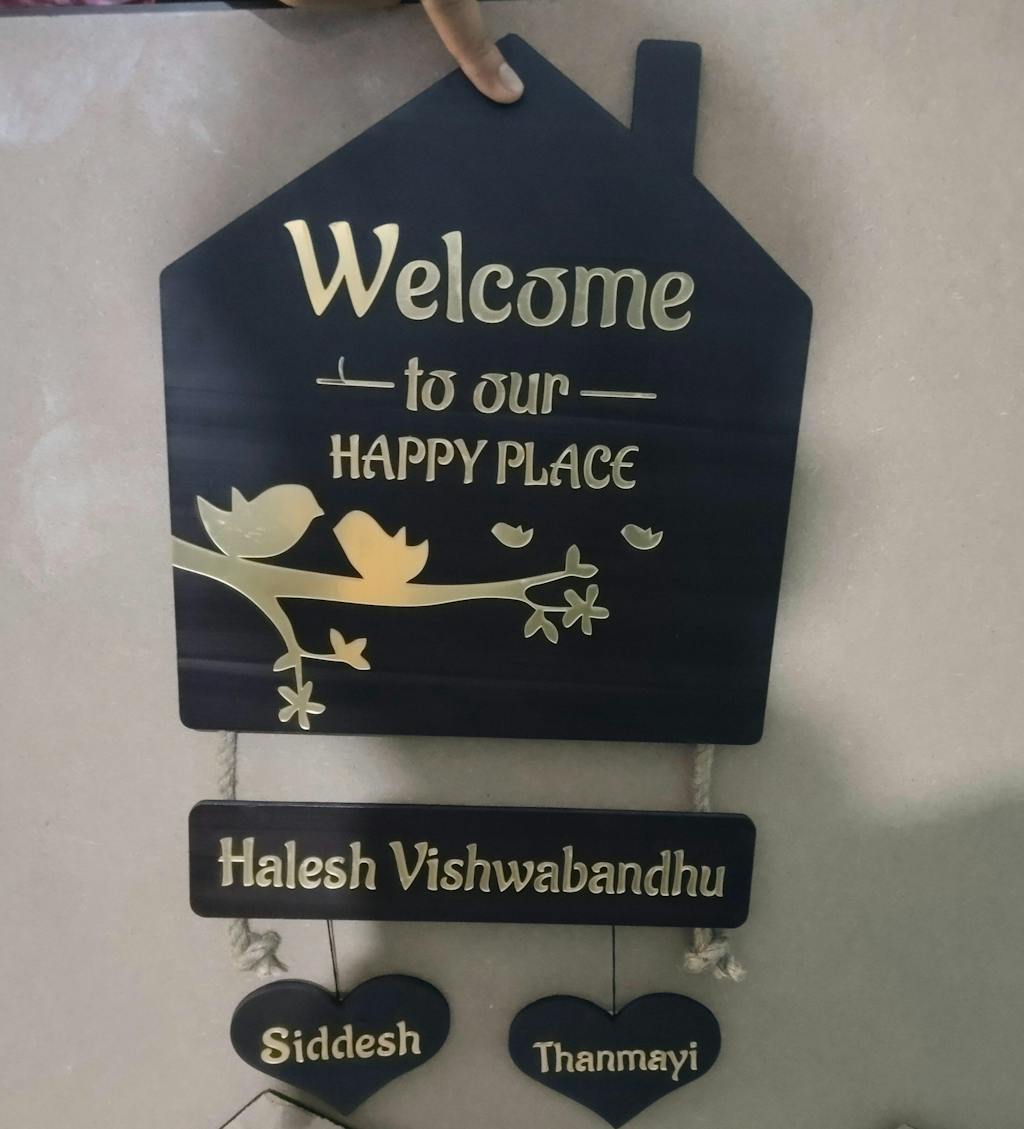 Welcome
to our
HAPPY PLACE
Halesh Vishwabandhu
Siddesh
Thanmayi